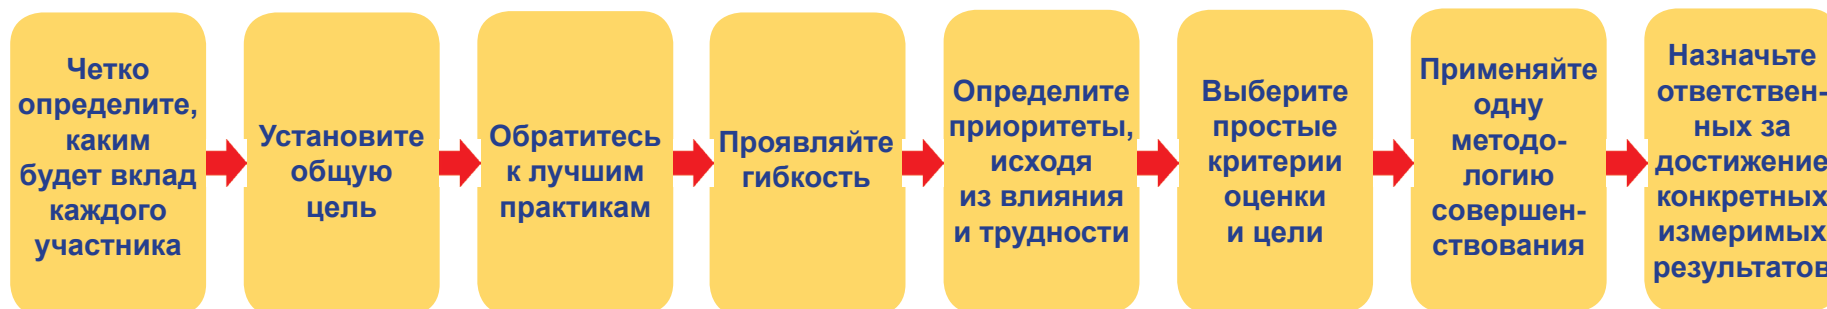 Четко
определите,
каким
будет вклад
каждого
участника
Установите
общую
цель
Обратитесь
к лучшим
практикам
Проявляйте
гибкость
Определите
приоритеты,
исходя
из влияния
и трудности
Выберите
простые
критерии
оценки
и цели
Применяйте
одну
методо-
логию
совершен-
ствования
Назначьте
ответствен-
ных за
достижение
конкретных
измеримых
результатов